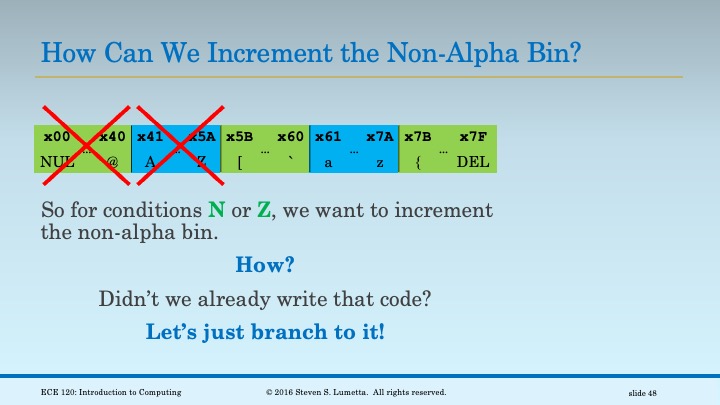 How Can We Increment the Non-Alpha Bin?
x00 x40 x41 x5A x5B x60 x61 x7A x7B x7F
... ... ... ... ...
NUL @ A Z [ ` a z { DEL
So for conditions N or Z, we want to increment
the non-alpha bin.
How?
Didn’t we already write that code?
Let’s just branch to it!
ECE 120: Introduction to Computing © 2016 Steven S. Lumetta. All rights reserved. slide 48